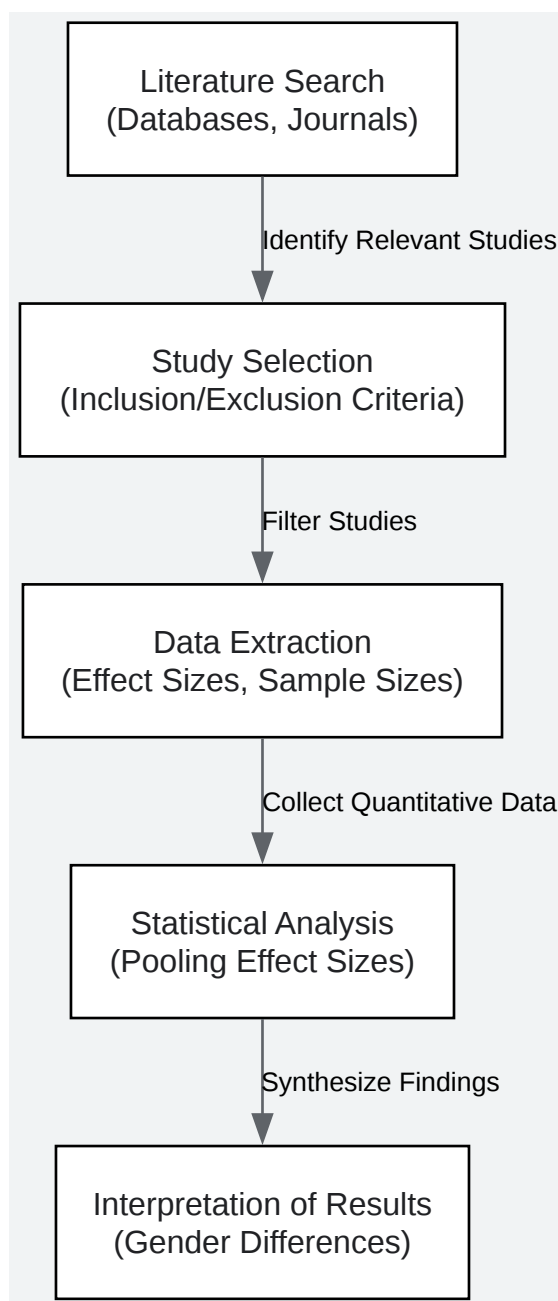 Literature Search
(Databases, Journals)
Identify Relevant Studies
Study Selection
(Inclusion/Exclusion Criteria)
Filter Studies
Data Extraction
(Effect Sizes, Sample Sizes)
Collect Quantitative Data
Statistical Analysis
(Pooling Effect Sizes)
Synthesize Findings
Interpretation of Results
(Gender Differences)